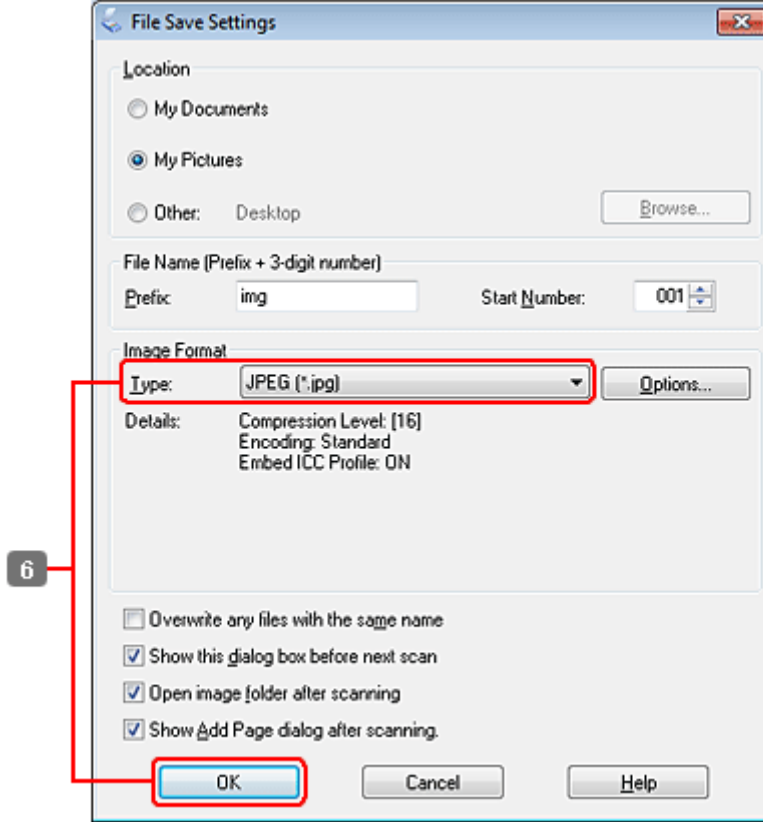 File Save Settings
Location
My Documents
My Pictures
Other: Desktop Browse...
File Name (Prefix + 3-digit number)
Prefix: img Start Number: 001
Image Format
Type: JPEG (*.jpg) Options...
Details: Compression Level: [16]
Encoding: Standard
Embed ICC Profile: ON
6
Overwrite any files with the same name
Show this dialog box before next scan
Open image folder after scanning
Show Add Page dialog after scanning.
OK Cancel Help